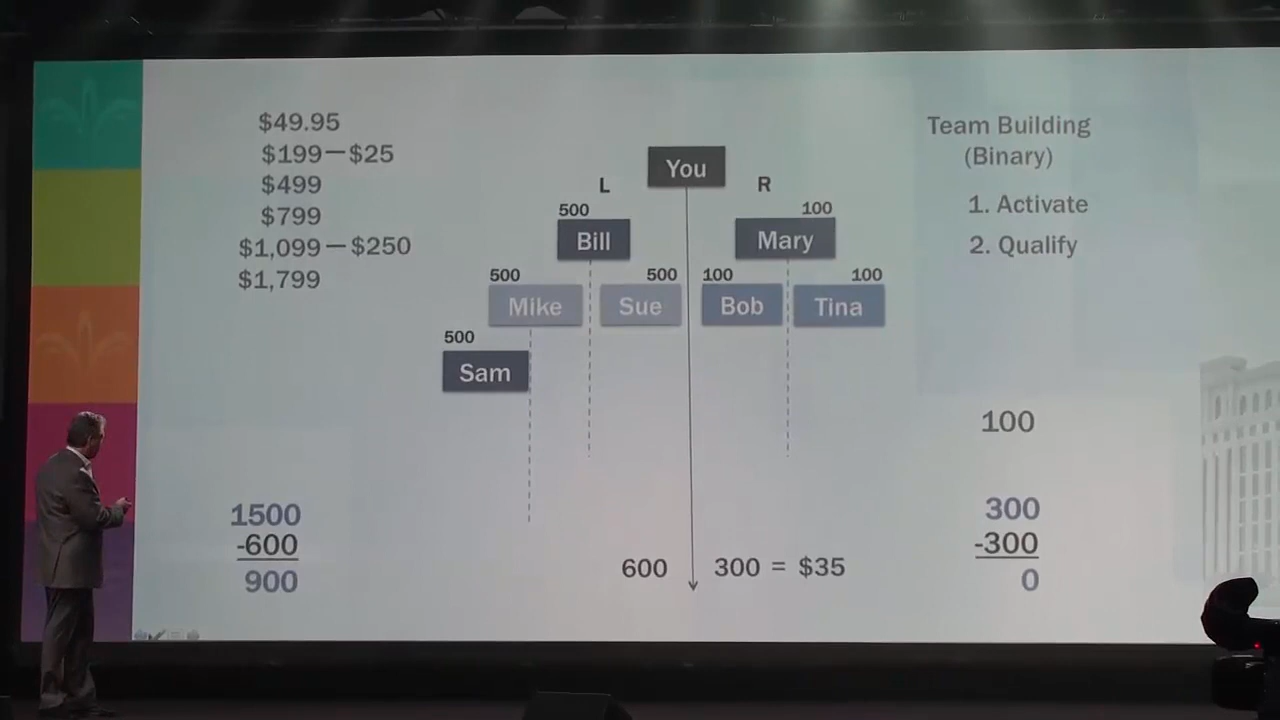 $49.95
$199—$25
$499
$799
$1,099—$250
$1,799
You
L
R
500
100
Bill
Mary
500
500
100
100
Mike
Sue
Bob
Tina
500
Sam
Team Building
(Binary)
1. Activate
2. Qualify
100
1500
-600
900
600
300 = $35
300
-300
0